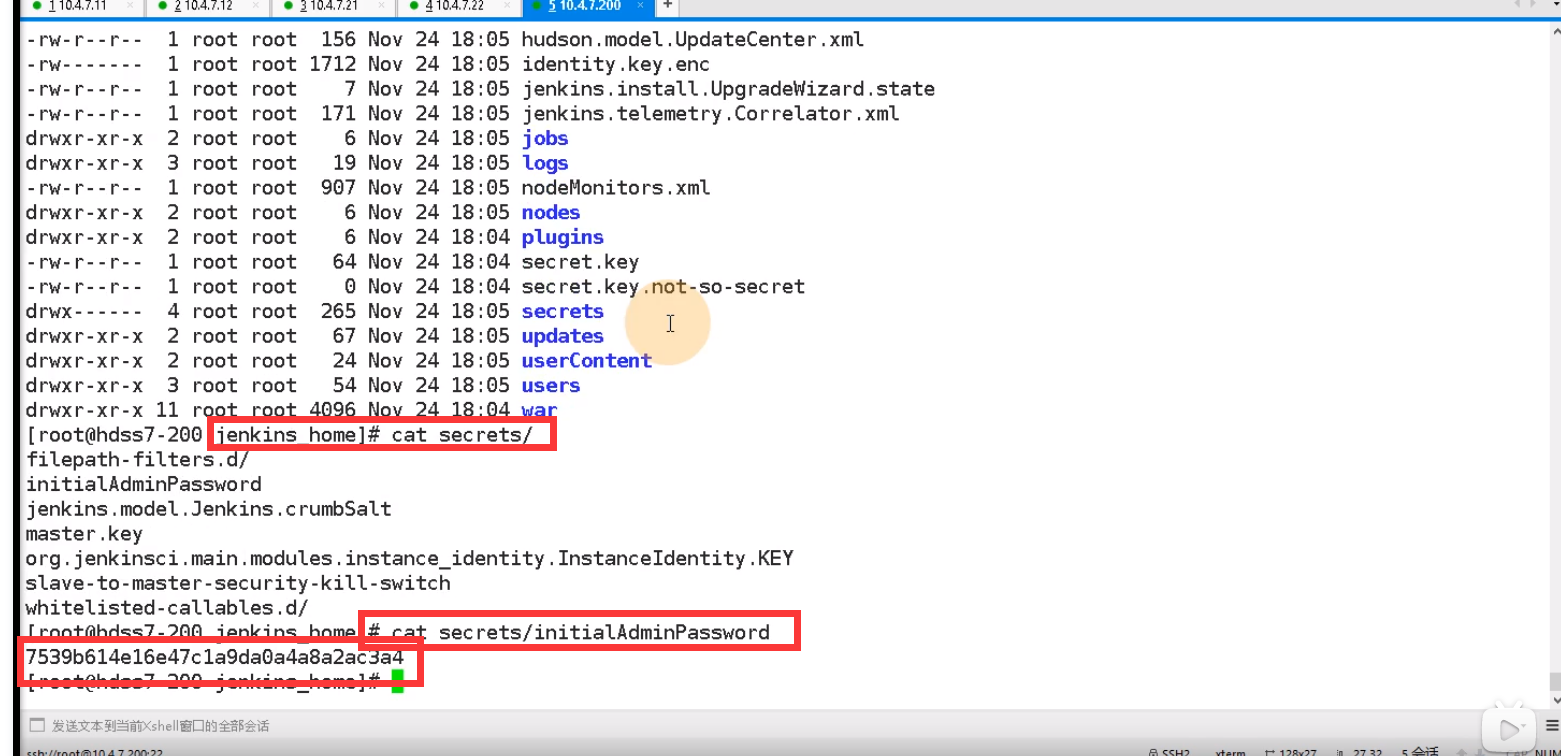 1 10.4.7.11 × 2 10.4.7.12 × 3 10.4.7.21 × 4 10.4.7.22 × 5 10.4.7.200 × +
-rw-r--r-- 1 root root 156 Nov 24 18:05 hudson.model.UpdateCenter.xml
-rw------- 1 root root 1712 Nov 24 18:05 identity.key.enc
-rw-r--r-- 1 root root 7 Nov 24 18:05 jenkins.install.UpgradeWizard.state
-rw-r--r-- 1 root root 171 Nov 24 18:05 jenkins.telemetry.Correlator.xml
drwxr-xr-x 2 root root 6 Nov 24 18:05 jobs
drwxr-xr-x 3 root root 19 Nov 24 18:05 logs
-rw-r--r-- 1 root root 907 Nov 24 18:05 nodeMonitors.xml
drwxr-xr-x 2 root root 6 Nov 24 18:05 nodes
drwxr-xr-x 2 root root 6 Nov 24 18:04 plugins
-rw-r--r-- 1 root root 64 Nov 24 18:04 secret.key
-rw-r--r-- 1 root root 0 Nov 24 18:04 secret.key.not-so-secret
drwx------ 4 root root 265 Nov 24 18:05 secrets
drwxr-xr-x 2 root root 67 Nov 24 18:05 updates
drwxr-xr-x 2 root root 24 Nov 24 18:05 userContent
drwxr-xr-x 3 root root 54 Nov 24 18:05 users
drwxr-xr-x 11 root root 4096 Nov 24 18:04 war
[root@hdss7-200 jenkins_home]# cat secrets/
filepath-filters.d/
initialAdminPassword
jenkins.model.Jenkins.crumbSalt
master.key
org.jenkinsci.main.modules.instance_identity.InstanceIdentity.KEY
slave-to-master-security-kill-switch
whitelisted-callables.d/
[root@hdss7-200 jenkins_home]# cat secrets/initialAdminPassword
7539b614e16e47c1a9da0a4a8a2ac3a4
[root@hdss7-200 jenkins_home]#
发送文本到当前Xshell窗口的全部会话
ssh://root@10.4.7.200:22 SSH2 xterm 128x27 27,32 5 会话 NUM